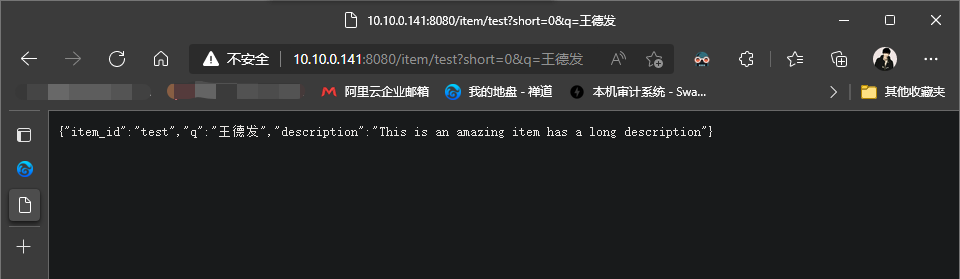 10.10.0.141:8080/item/test?short=0&q=王德发
不安全 10.10.0.141:8080/item/test?short=0&q=王德发
阿里云企业邮箱 我的地盘 - 禅道 本机审计系统 - Swa... 其他收藏夹
{"item_id":"test","q":"王德发","description":"This is an amazing item has a long description"}